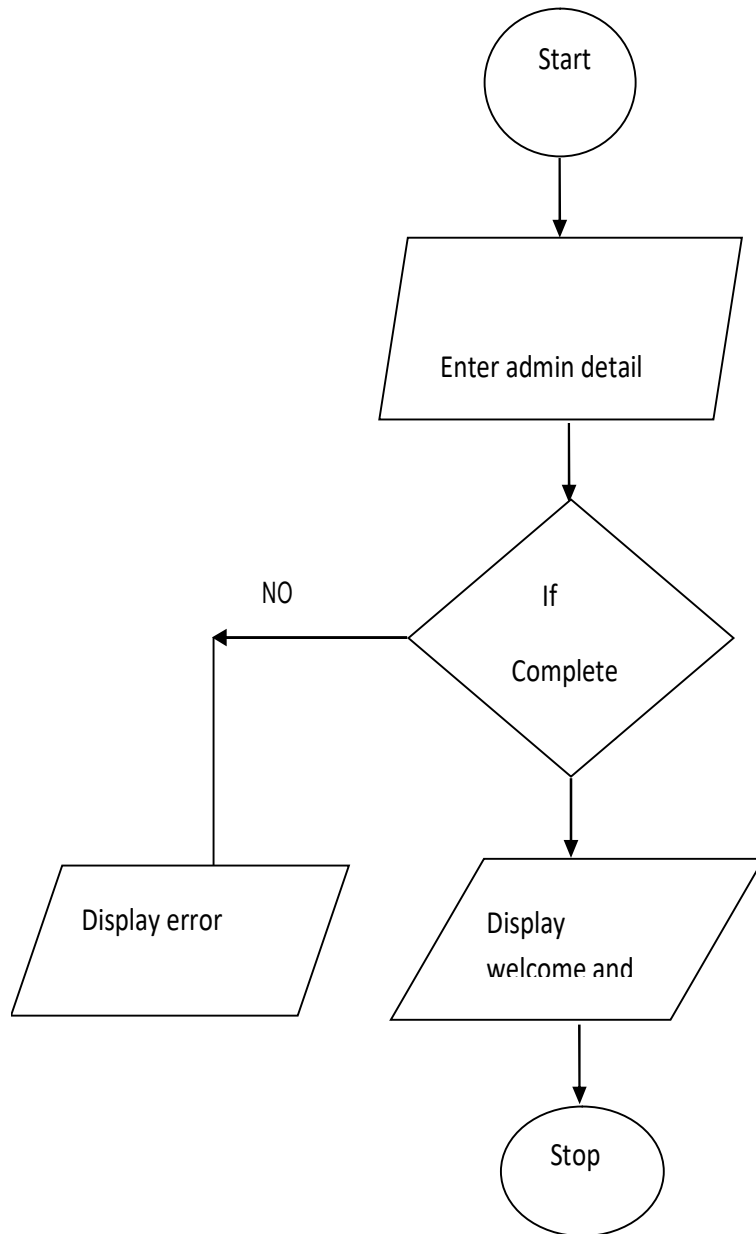 Start
Enter admin detail
NO
If
Complete
Display error
Display
welcome and
Stop